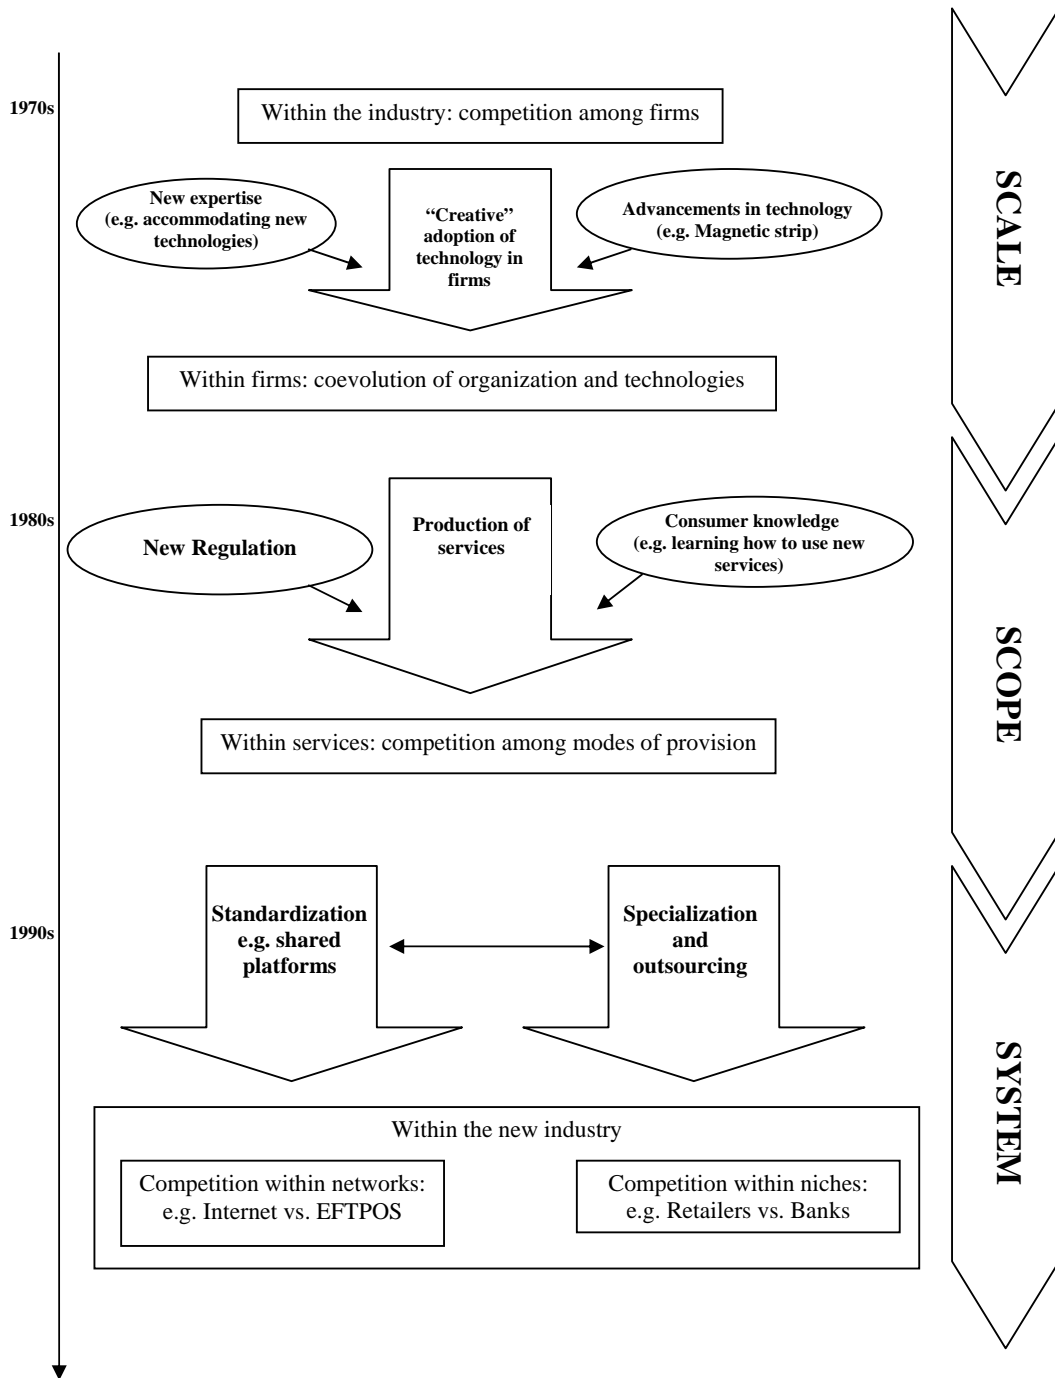 1970s
Within the industry: competition among firms
New expertise
(e.g. accommodating new
technologies)
“Creative”
adoption of
technology in
firms
Advancements in technology
(e.g. Magnetic strip)
SCALE
Within firms: coevolution of organization and technologies
1980s
New Regulation
Production of
services
Consumer knowledge
(e.g. learning how to use new
services)
SCOPE
Within services: competition among modes of provision
1990s
Standardization
e.g. shared
platforms
Specialization
and
outsourcing
SYSTEM
Within the new industry
Competition within networks:
e.g. Internet vs. EFTPOS
Competition within niches:
e.g. Retailers vs. Banks